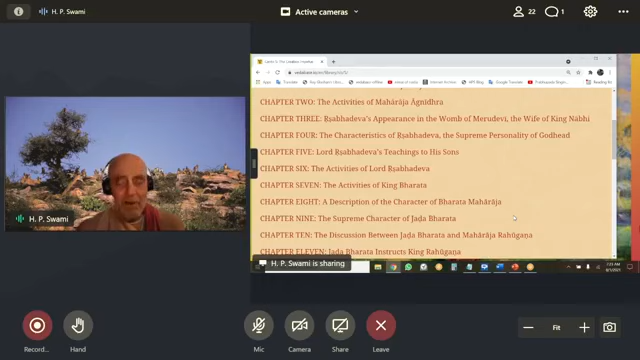 H. P. Swami
Active cameras
22
1
CHAPTER TWO: The Activities of Mahārāja Āgnīdhra
CHAPTER THREE: Ṛṣabhadeva's Appearance in the Womb of Merudevī, the Wife of King Nābhi
CHAPTER FOUR: The Characteristics of Ṛṣabhadeva, the Supreme Personality of Godhead
CHAPTER FIVE: Lord Ṛṣabhadeva's Teachings to His Sons
CHAPTER SIX: The Activities of Lord Ṛṣabhadeva
CHAPTER SEVEN: The Activities of King Bharata
CHAPTER EIGHT: A Description of the Character of Bharata Mahārāja
CHAPTER NINE: The Supreme Character of Jaḍa Bharata
CHAPTER TEN: The Discussion Between Jaḍa Bharata and Mahārāja Rahūgaṇa
CHAPTER ELEVEN: Jaḍa Bharata Instructs King Rahūgaṇa
H. P. Swami
H. P. Swami is sharing
Record...
Hand
Mic
Camera
Share
Leave
Fit